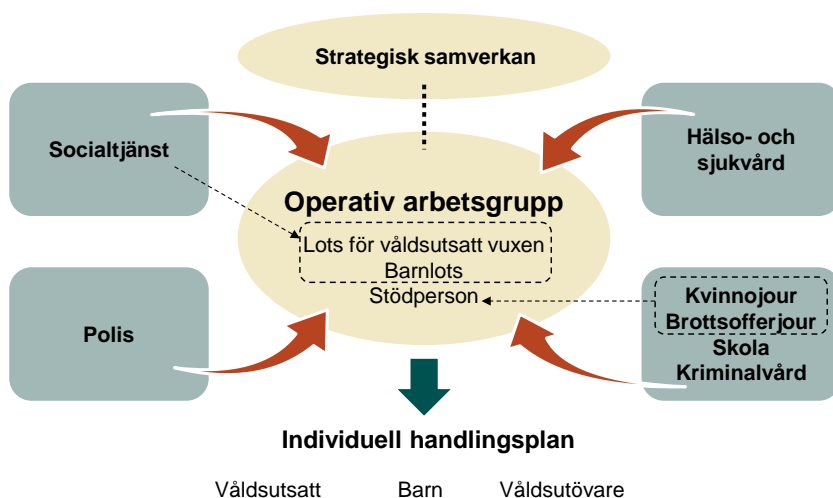 Strategisk samverkan
Socialtjänst
Hälso- och
sjukvård
Operativ arbetsgrupp
Lots för våldsutsatt vuxen
Barnlots
Stödperson
Polis
Kvinnojour
Brottsofferjour
Skola
Kriminalvård
Individuell handlingsplan
Våldsutsatt
Barn
Våldsutövare